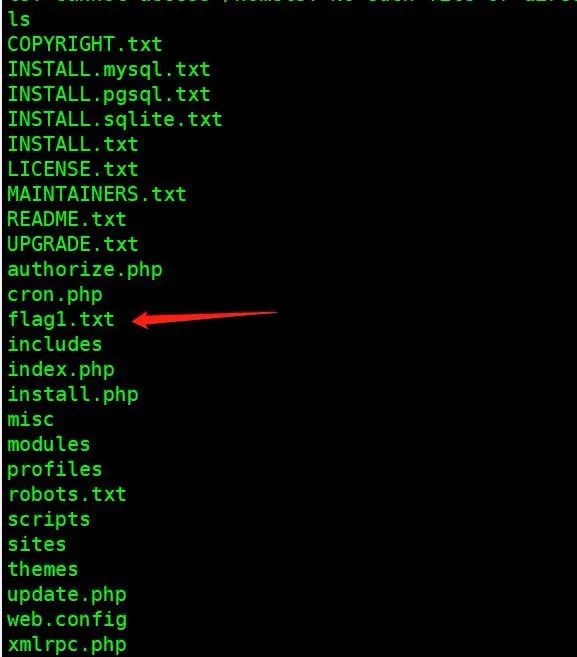 ls
COPYRIGHT.txt
INSTALL.mysql.txt
INSTALL.pgsql.txt
INSTALL.sqlite.txt
INSTALL.txt
LICENSE.txt
MAINTAINERS.txt
README.txt
UPGRADE.txt
authorize.php
cron.php
flag1.txt
includes
index.php
install.php
misc
modules
profiles
robots.txt
scripts
sites
themes
update.php
web.config
xmlrpc.php